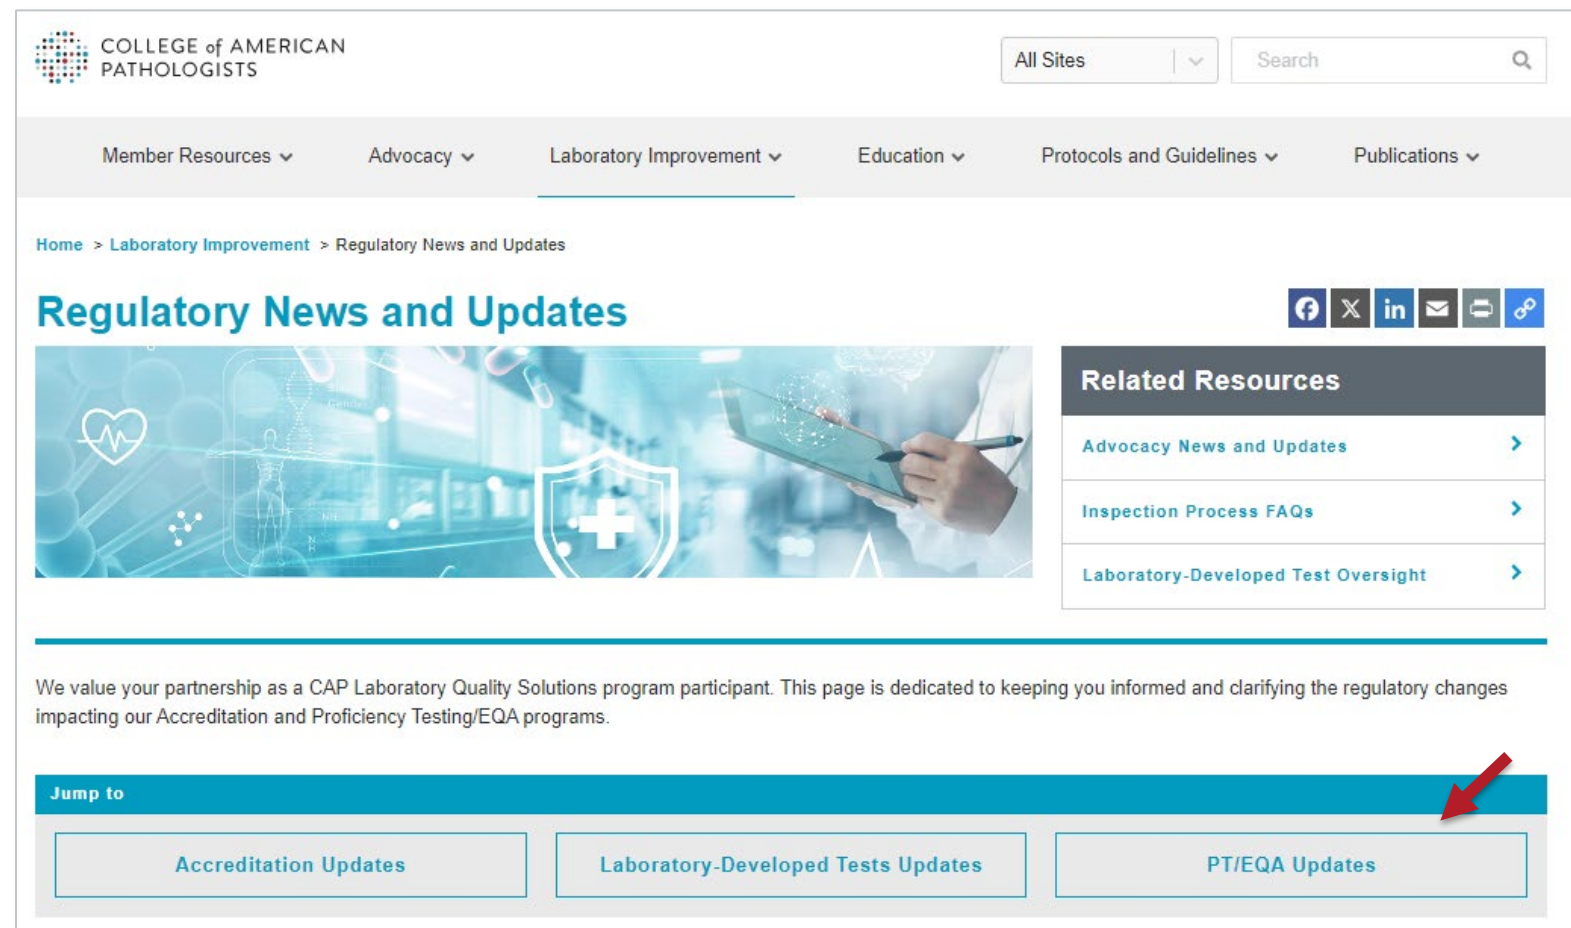 COLLEGE of AMERICAN
PATHOLOGISTS
All Sites
Search
Member Resources
Advocacy
Laboratory Improvement
Education
Protocols and Guidelines
Publications
Home > Laboratory Improvement > Regulatory News and Updates
Regulatory News and Updates
in
Gender
NH
N
N
Related Resources
Advocacy News and Updates
Inspection Process FAQs
Laboratory-Developed Test Oversight
We value your partnership as a CAP Laboratory Quality Solutions program participant. This page is dedicated to keeping you informed and clarifying the regulatory changes
impacting our Accreditation and Proficiency Testing/EQA programs.
Jump to
Accreditation Updates
Laboratory-Developed Tests Updates
PT/EQA Updates